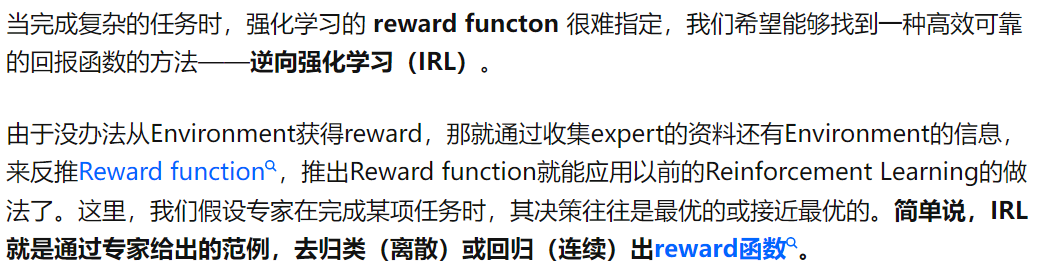 当完成复杂的任务时，强化学习的 reward functon 很难指定，我们希望能够找到一种高效可靠
的回报函数的方法——逆向强化学习（IRL）。
由于没办法从Environment获得reward，那就通过收集expert的资料还有Environment的信息，
来反推Reward function，推出Reward function就能应用以前的Reinforcement Learning的做
法了。这里，我们假设专家在完成某项任务时，其决策往往是最优的或接近最优的。简单说，IRL
就是通过专家给出的范例，去归类（离散）或回归（连续）出reward函数。